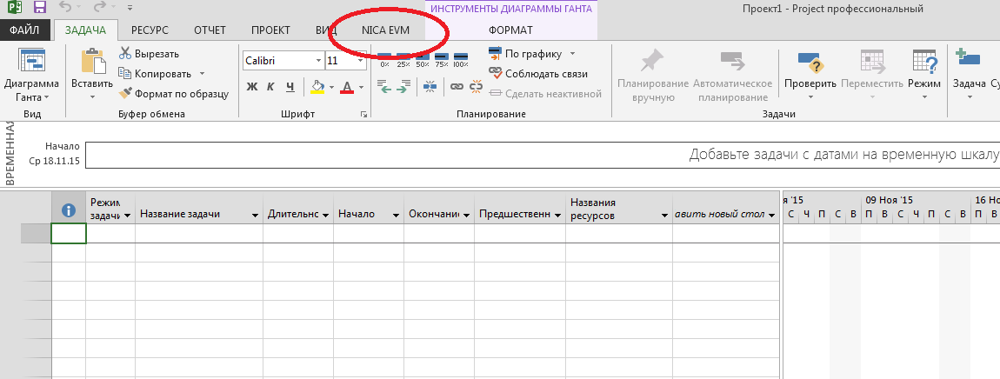 ИНСТРУМЕНТЫ ДИАГРАММЫ ГАНТА
Проект1 - Project профессиональный
ФАЙЛ ЗАДАЧА РЕСУРС ОТЧЕТ ПРОЕКТ ВИД NICA EVM ФОРМАТ
Диаграмма
Ганта
Вид
Вставить
Вырезать
Копировать
Формат по образцу
Буфер обмена
Calibri 11
Ж К Ч А
Шрифт
0% 25% 50% 75% 100%
По графику
Соблюдать связи
Сделать неактивной
Планирование
Планирование
вручную
Автоматическое
планирование
Проверить
Переместить
Режим
Задачи
Задача
Су
ВРЕМЕННАЯ
Начало
Ср 18.11.15
Добавьте задачи с датами на временную шкалу
Режим
задачи
Название задачи
Длительно
Начало
Окончание
Предшественн
Названия
ресурсов
авить новый стол
я '15 09 Ноя '15 16 Но
С Ч П С В П В С Ч П С В П В